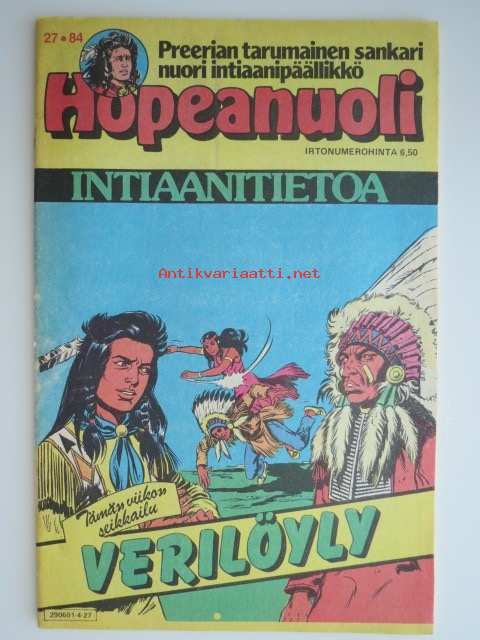 27 • 84
Preerian tarumainen sankari
nuori intiaanipäällikkö
Hopeanuoli
IRTONUMEROHINTA 6,50
INTIAANITIETOA
Antikvariaatti.net
Tämän viikon
seikkailu
VERILÖYLY
290601-4-27